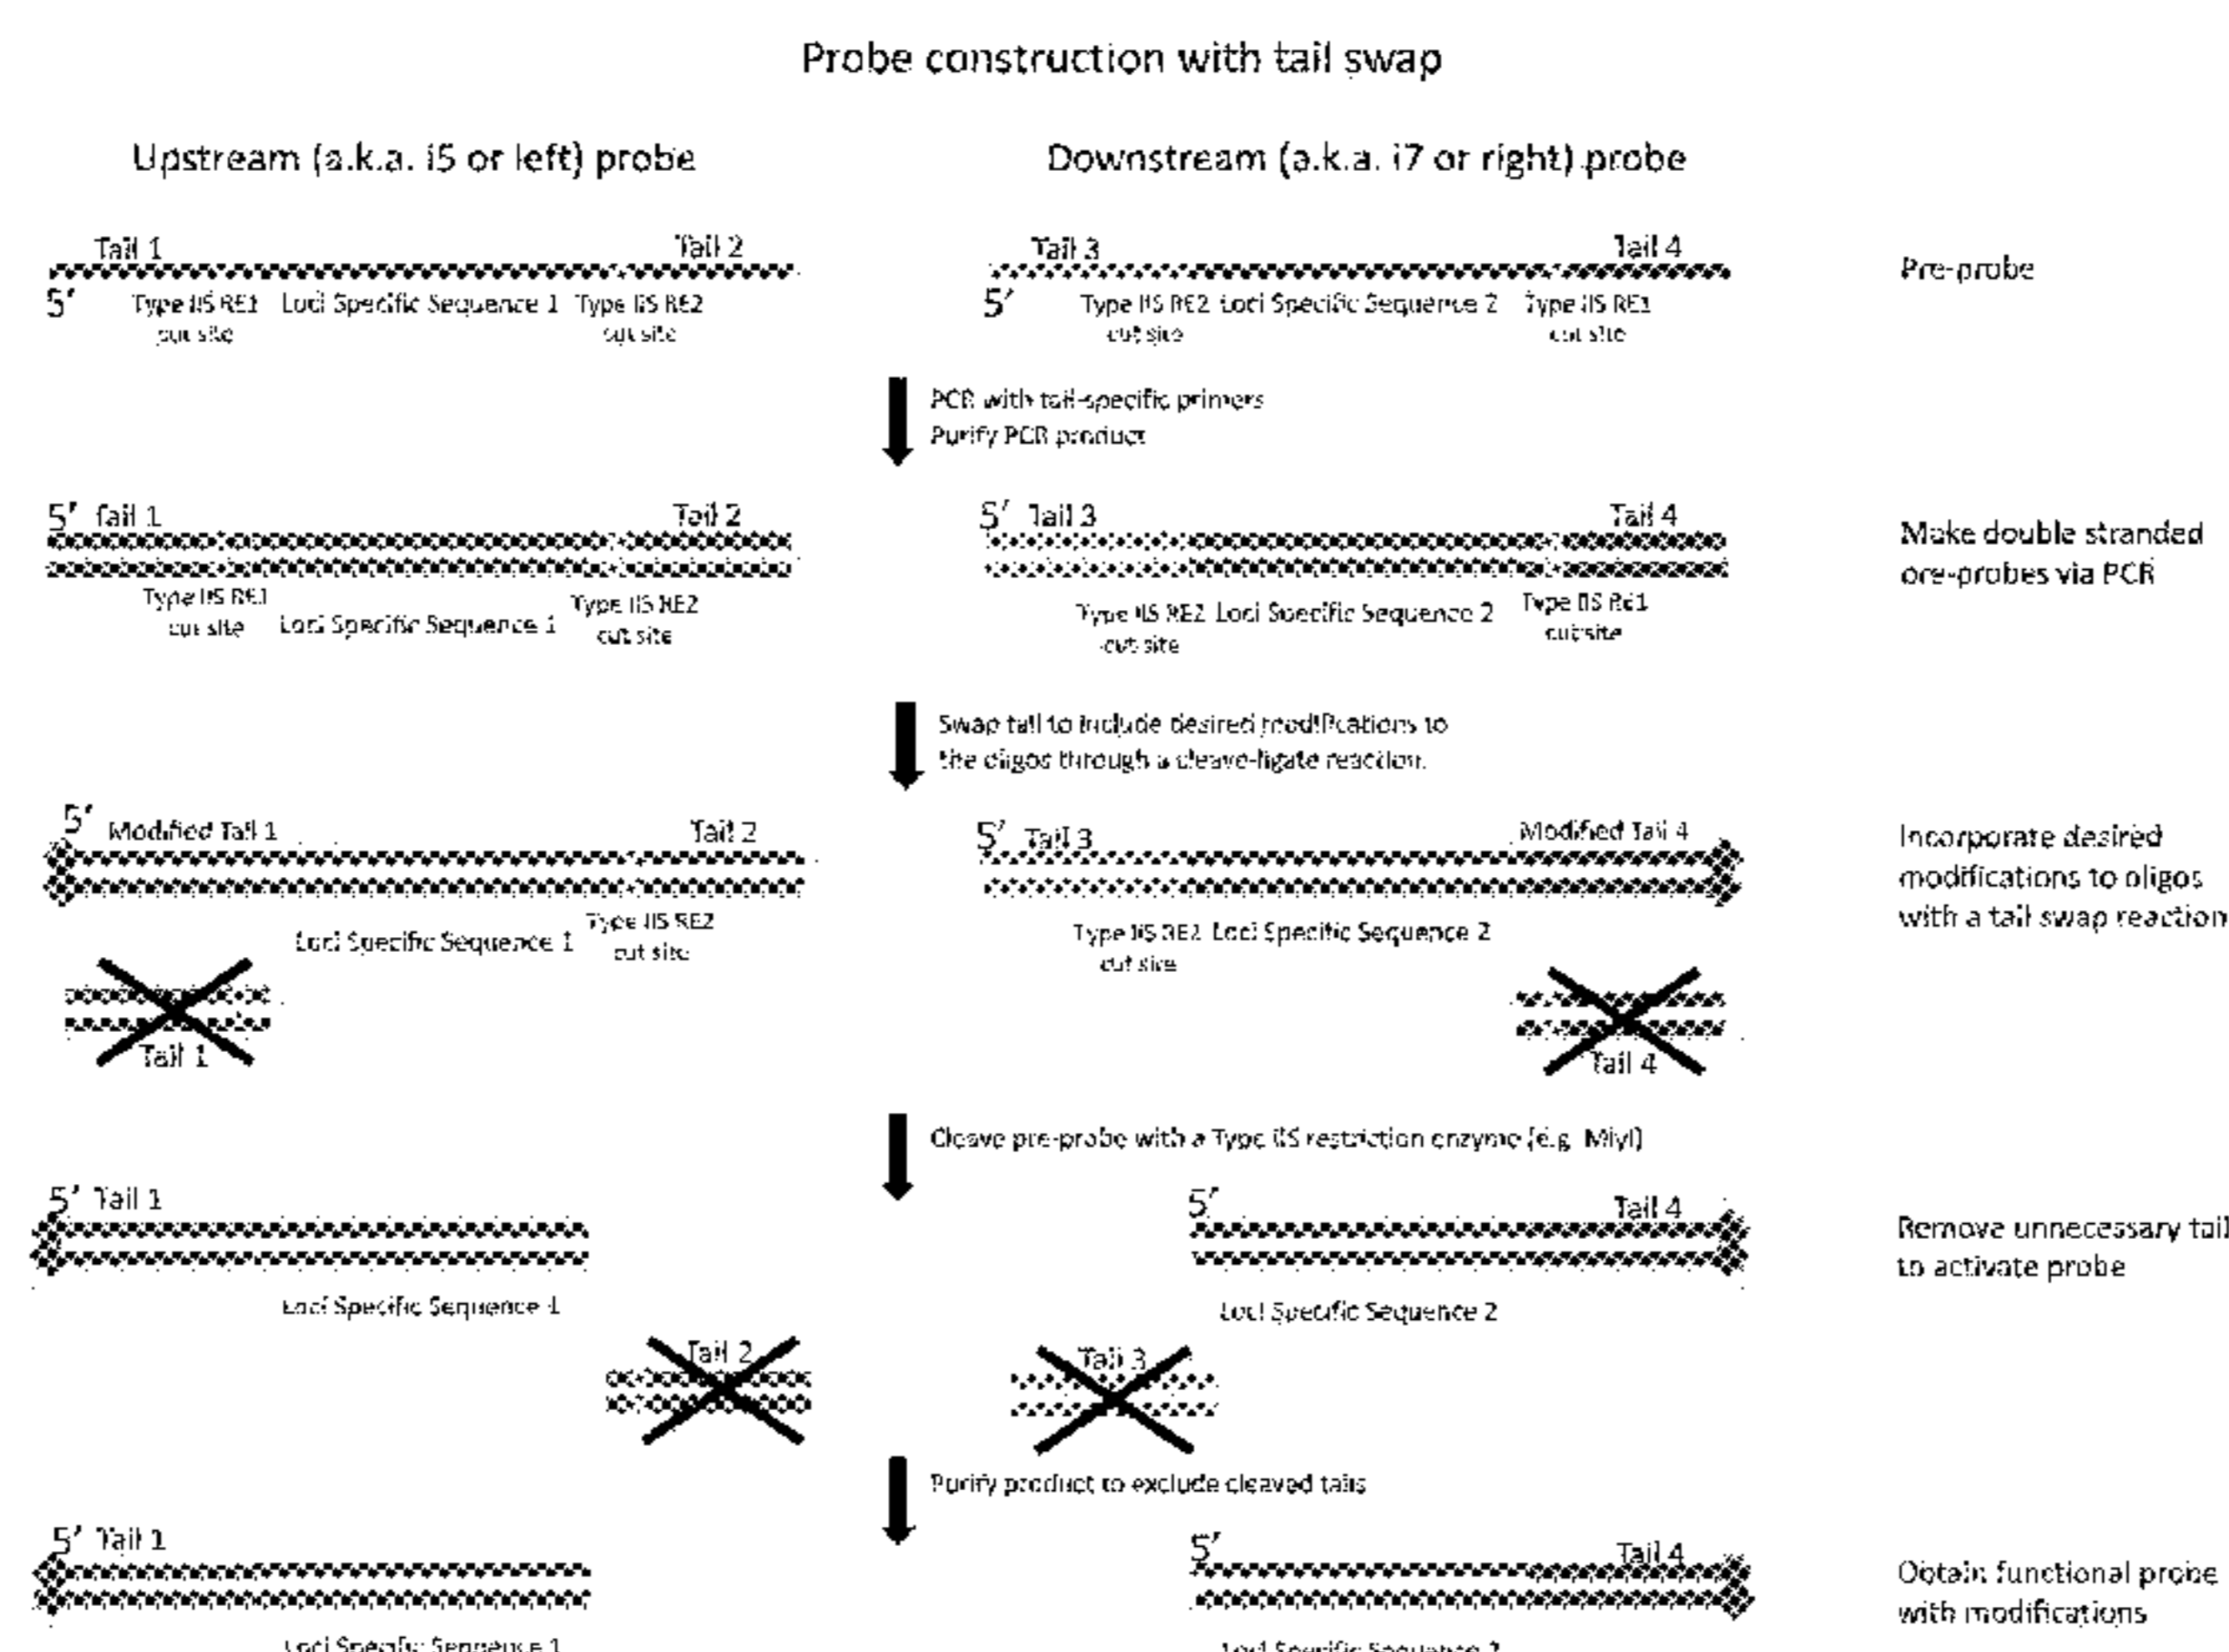 Probe construction with tail swap
Upstream (a.k.a. i5 or left) probe
Downstream (a.k.a. i7 or right) probe
Tail 1
Tail 2
Tail 3
Tail 4
Pre-probe
5'
Type IIS RE1
cut site
Loci Specific Sequence 1
Type IIS RE2
cut site
5'
Type IIS RE2
cut site
Loci Specific Sequence 2
Type IIS RE1
cut site
PCR with tail-specific primers
Purify PCR product
5' Tail 1
Tail 2
5' Tail 3
Tail 4
Make double stranded
pre-probes via PCR
Type IIS RE1
cut site
Loci Specific Sequence 1
Type IIS RE2
cut site
Type IIS RE2
cut site
Loci Specific Sequence 2
Type IIS RE1
cut site
Swap tail to include desired modifications to
the oligos through a cleave-ligate reaction.
5' Modified Tail 1
Tail 2
5' Tail 3
Modified Tail 4
Incorporate desired
modifications to oligos
with a tail swap reaction
Loci Specific Sequence 1
Type IIS RE2
cut site
Type IIS RE2
cut site
Loci Specific Sequence 2
Tail 1
Tail 4
Cleave pre-probe with a Type IIS restriction enzyme (e.g. MlyI)
5' Tail 1
5'
Tail 4
Remove unnecessary tail
to activate probe
Loci Specific Sequence 1
Loci Specific Sequence 2
Tail 2
Tail 3
Purify product to exclude cleaved tails
5' Tail 1
5'
Tail 4
Obtain functional probe
with modifications
Loci Specific Sequence 1
Loci Specific Sequence 2